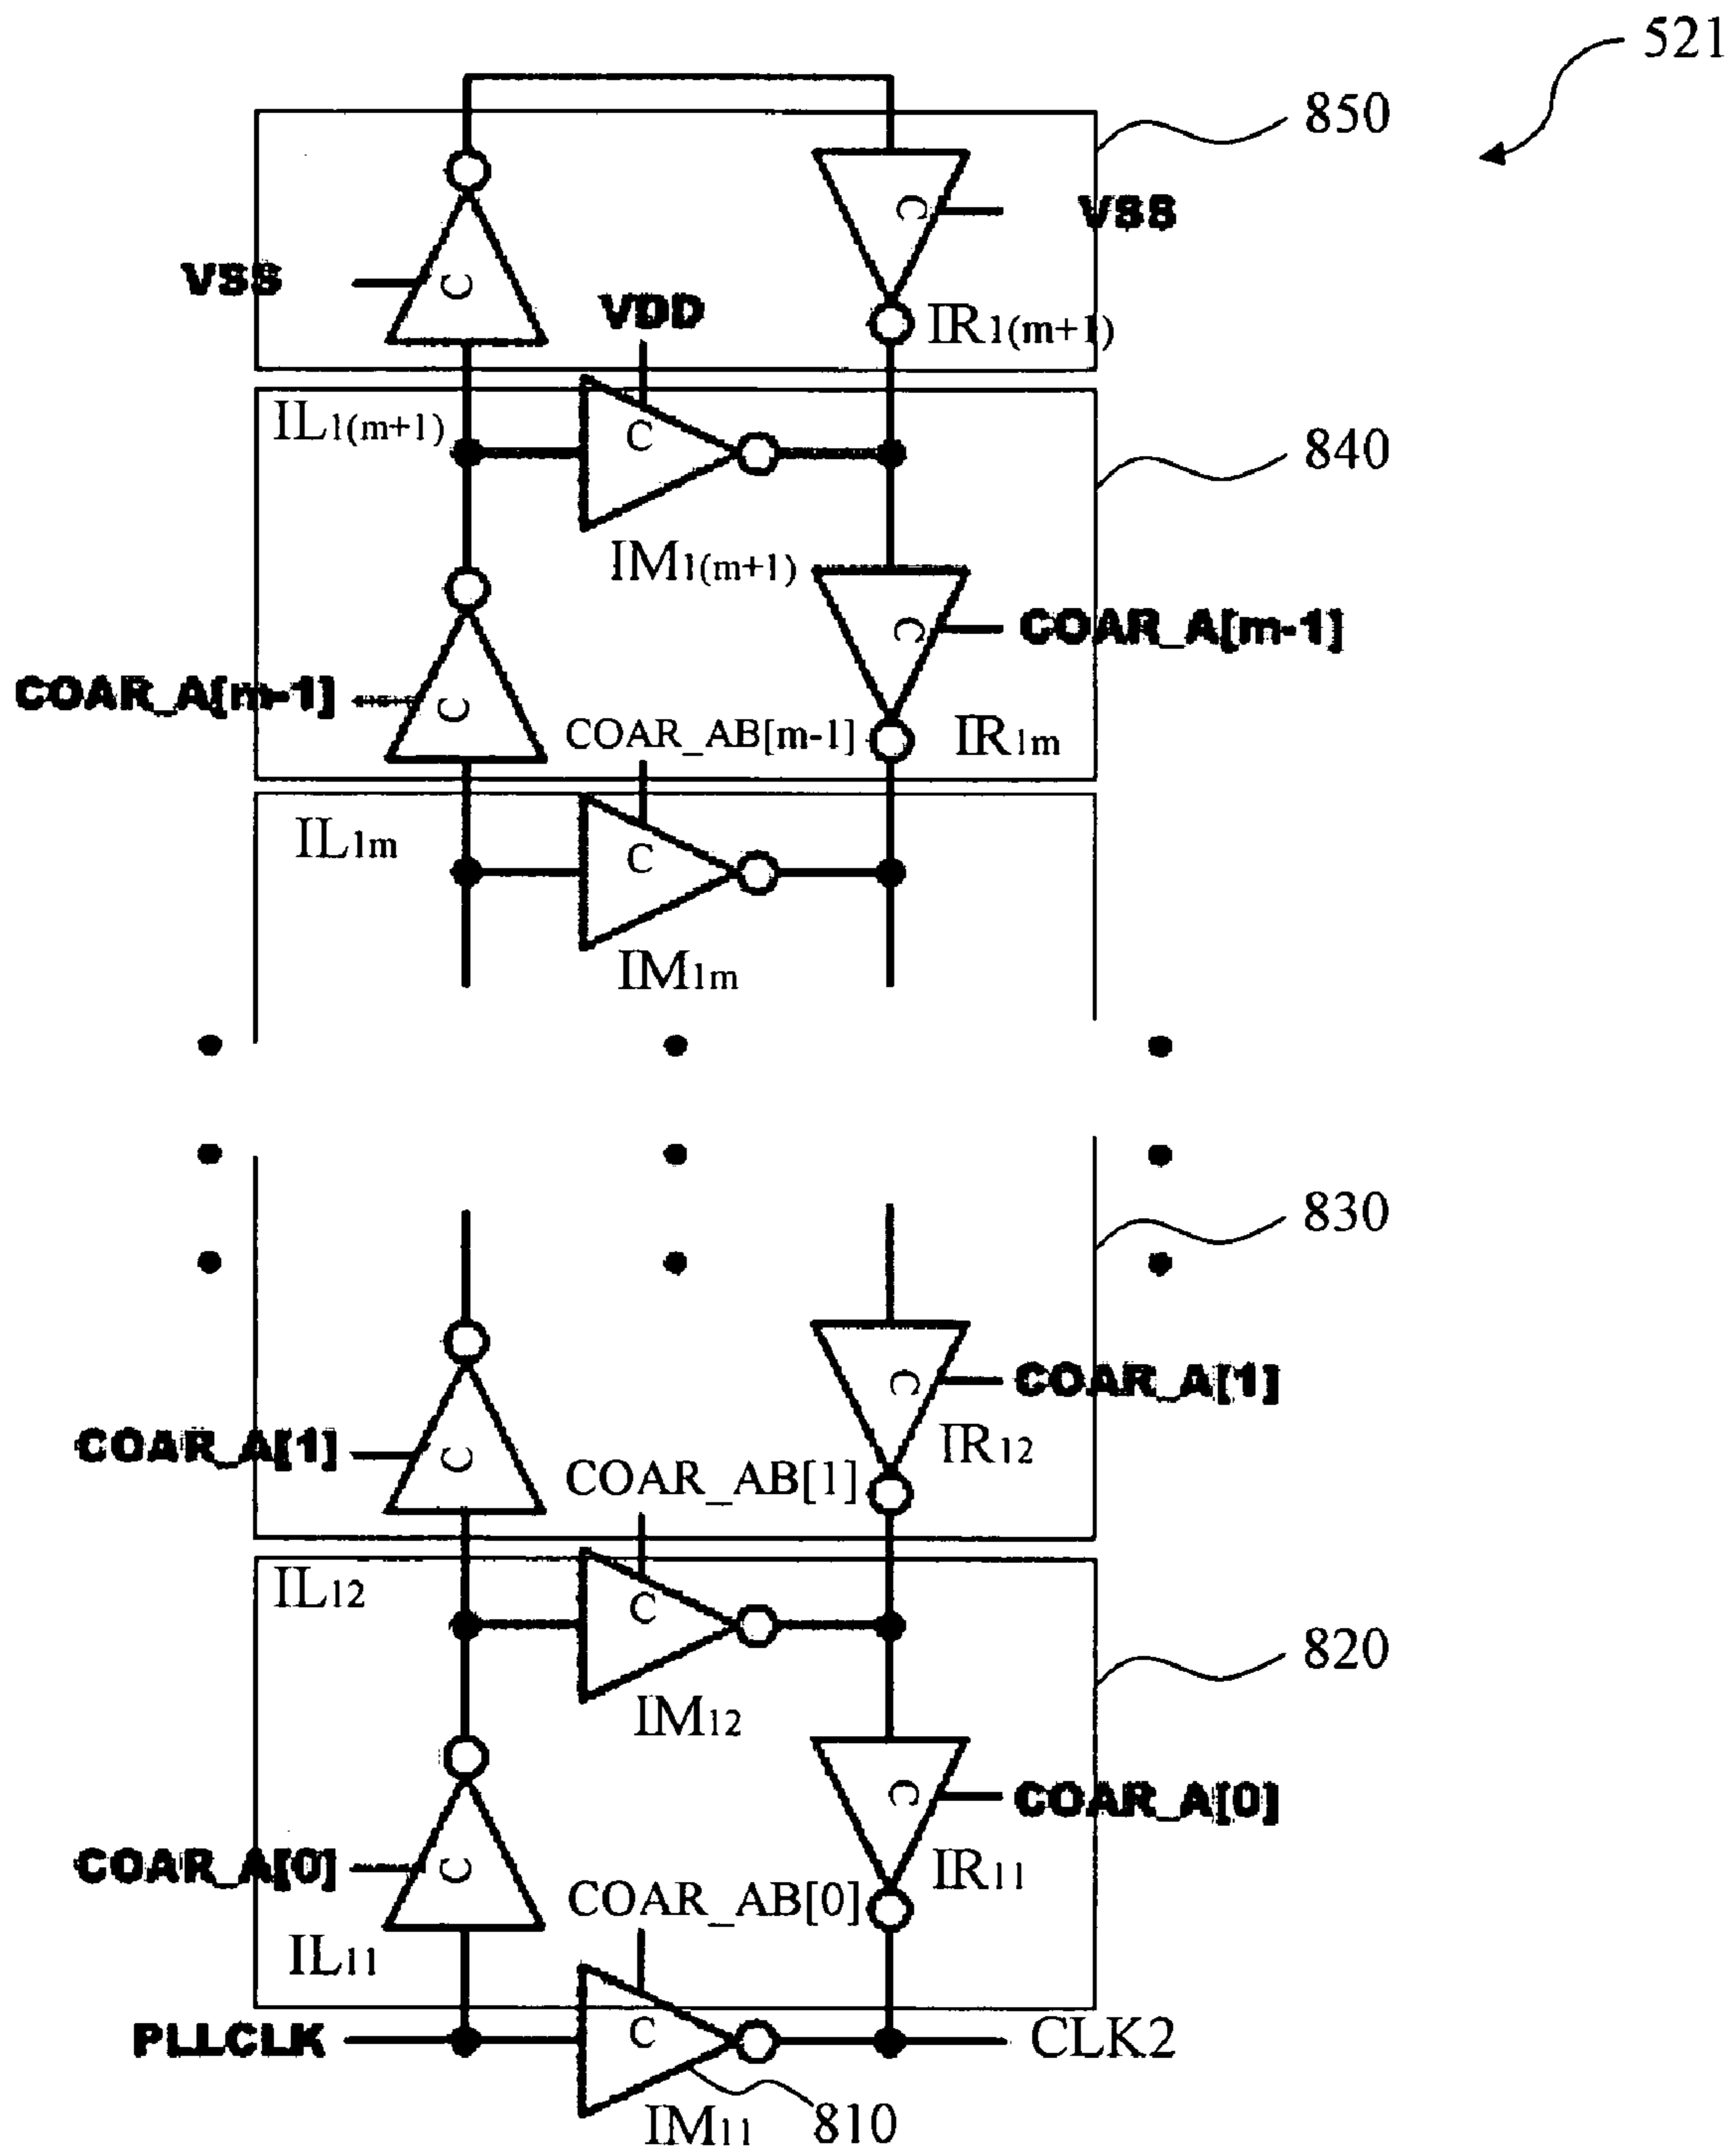 521
850
VSS
VSS
VDD
IR1(m+1)
IL1(m+1)
840
IM1(m+1)
COAR_A[m-1]
COAR_A[m-1]
COAR_AB[m-1]
IR1m
IL1m
IM1m
830
COAR_A[1]
COAR_A[1]
IR12
COAR_AB[1]
IL12
820
IM12
COAR_A[0]
COAR_A[0]
IR11
COAR_AB[0]
IL11
PLLCLK
CLK2
IM11
810
C
C
C
C
C
C
C
C
C
C
C
C